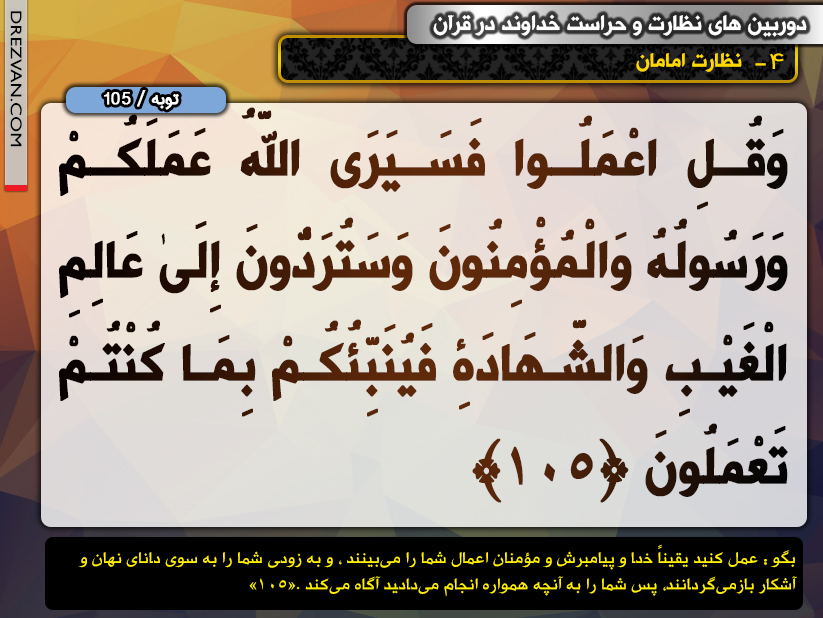 دوربین های نظارت و حراست خداوند در قرآن
۴- نظارت امامان
توبه / 105
وَقُلِ اعْمَلُوا فَسَيَرَى اللَّهُ عَمَلَكُمْ
وَرَسُولُهُ وَالْمُؤْمِنُونَ وَسَتُرَدُّونَ إِلَىٰ عَالِمِ
الْغَيْبِ وَالشَّهَادَةِ فَيُنَبِّئُكُمْ بِمَا كُنْتُمْ
تَعْمَلُونَ ﴿۱۰۵﴾
بگو : عمل کنید یقیناً خدا و پیامبرش و مؤمنان اعمال شما را می‌بینند ، و به زودی شما را به سوی دانای نهان و
آشکار بازمی‌گردانند، پس شما را به آنچه همواره انجام می‌دادید آگاه می‌کند .«۱۰۵»
DREZVAN.COM